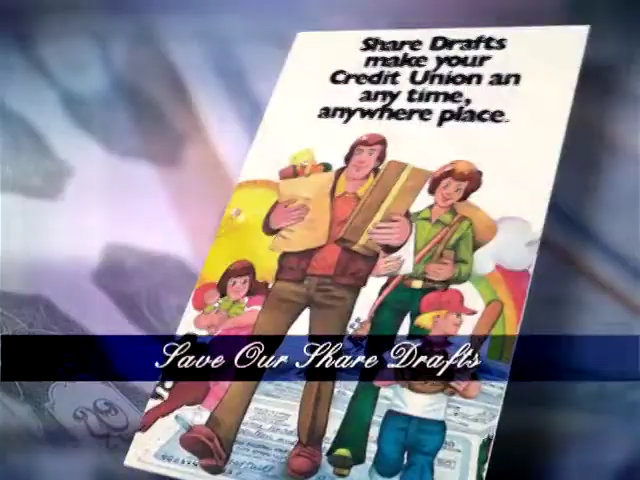 Share Drafts
make your
Credit Union an
any time,
anywhere place.
Save Our Share Drafts